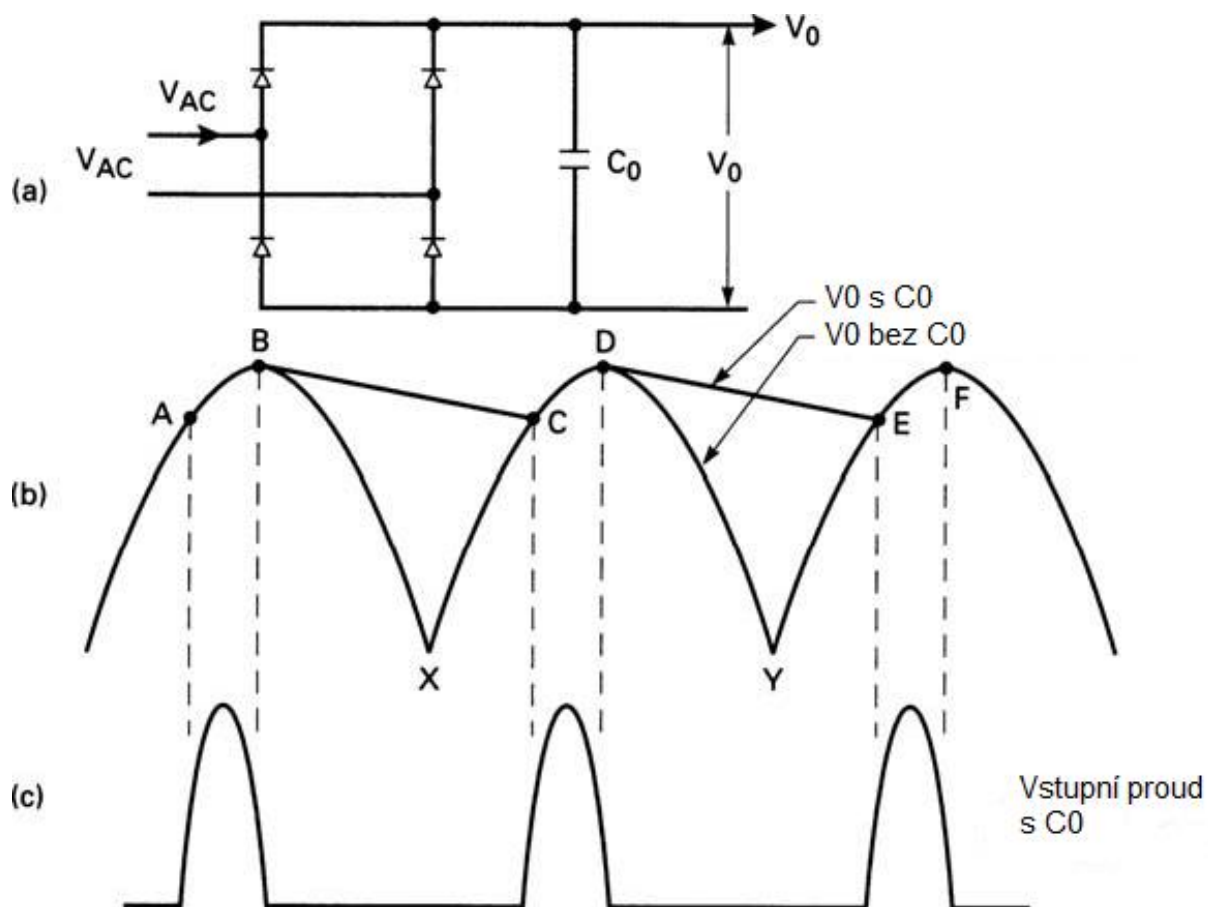 V0
VAC
VAC
(a)
C0
V0
V0 s C0
V0 bez C0
B
D
F
A
C
E
(b)
X
Y
(c)
Vstupní proud
s C0